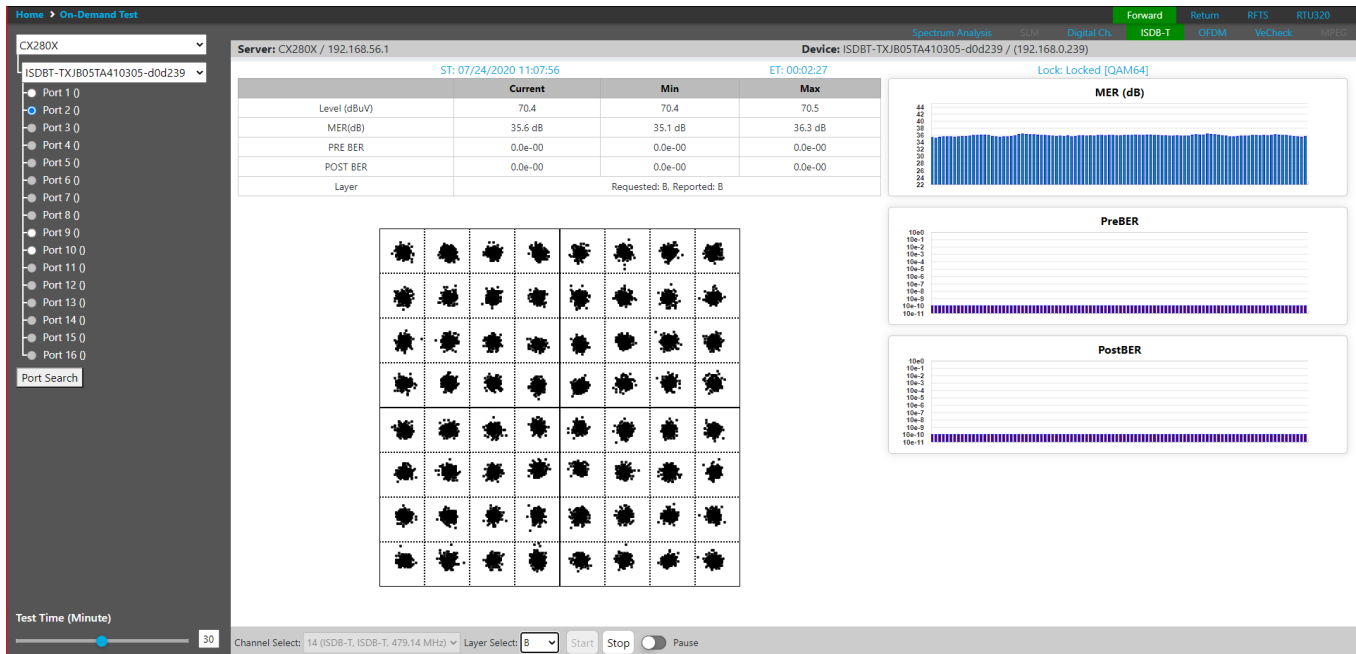 Home > On-Demand Test
Forward Return RFTS RTU320
Spectrum Analysis SLM Digital Ch. ISDB-T OFDM VeCheck MPEG
CX280X
ISDBT-TXJB05TA410305-d0d239
Port 1 ()
Port 2 ()
Port 3 ()
Port 4 ()
Port 5 ()
Port 6 ()
Port 7 ()
Port 8 ()
Port 9 ()
Port 10 ()
Port 11 ()
Port 12 ()
Port 13 ()
Port 14 ()
Port 15 ()
Port 16 ()
Port Search
Test Time (Minute)
30
Server: CX280X / 192.168.56.1
Device: ISDBT-TXJB05TA410305-d0d239 / (192.168.0.239)
ST: 07/24/2020 11:07:56 ET: 00:02:27 Lock: Locked [QAM64]
Current Min Max
Level (dBuV) 70.4 70.4 70.5
MER(dB) 35.6 dB 35.1 dB 36.3 dB
PRE BER 0.0e-00 0.0e-00 0.0e-00
POST BER 0.0e-00 0.0e-00 0.0e-00
Layer Requested: B, Reported: B
MER (dB)
44
42
40
38
36
34
32
30
28
26
24
22
PreBER
10e0
10e-1
10e-2
10e-3
10e-4
10e-5
10e-6
10e-7
10e-8
10e-9
10e-10
10e-11
PostBER
10e0
10e-1
10e-2
10e-3
10e-4
10e-5
10e-6
10e-7
10e-8
10e-9
10e-10
10e-11
Channel Select: 14 (ISDB-T, ISDB-T, 479.14 MHz) Layer Select: B Start Stop Pause